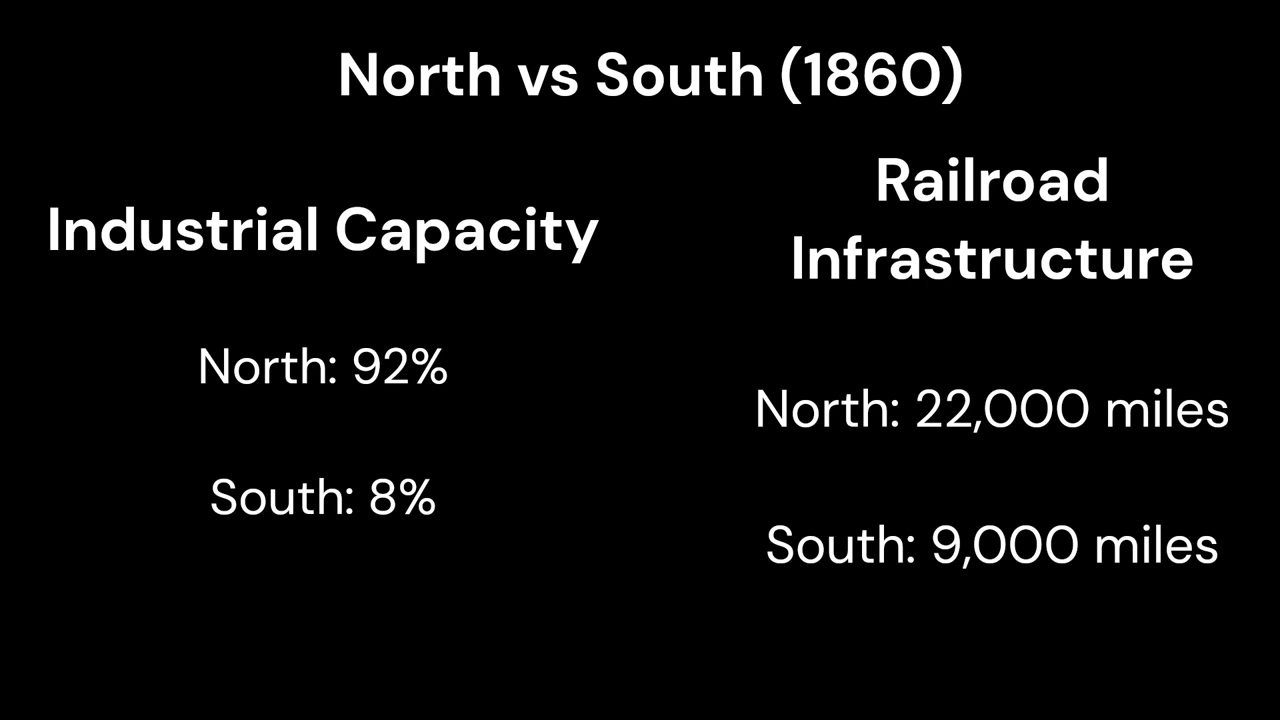 North vs South (1860)
Industrial Capacity
North: 92%
South: 8%
Railroad
Infrastructure
North: 22,000 miles
South: 9,000 miles